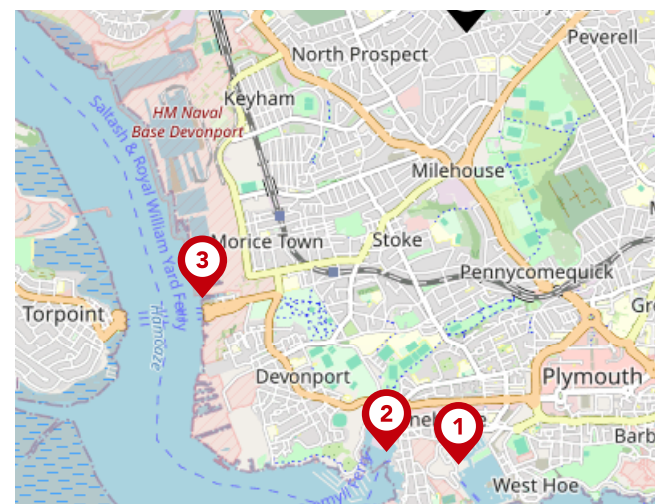 North Prospect
Peverell
Keyham
HM Naval
Base Devonport
Saltash & Royal William Yard Ferry
Milehouse
Morice Town
Stoke
3
Pennycomequick
Torpoint
Hamoaze
Devonport
Plymouth
2
1
West Hoe